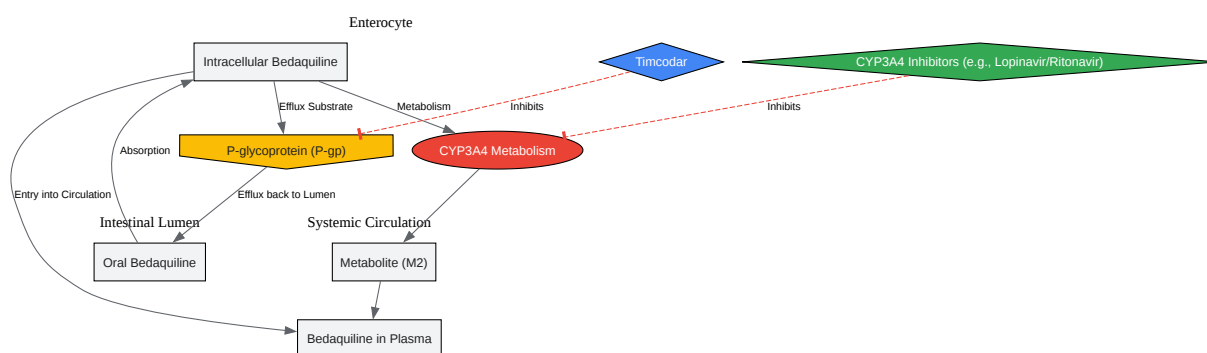 Enterocyte
Intracellular Bedaquiline
Timcodar
CYP3A4 Inhibitors (e.g., Lopinavir/Ritonavir)
Efflux Substrate
Metabolism
Inhibits
Inhibits
Absorption
P-glycoprotein (P-gp)
CYP3A4 Metabolism
Entry into Circulation
Efflux back to Lumen
Intestinal Lumen
Systemic Circulation
Oral Bedaquiline
Metabolite (M2)
Bedaquiline in Plasma